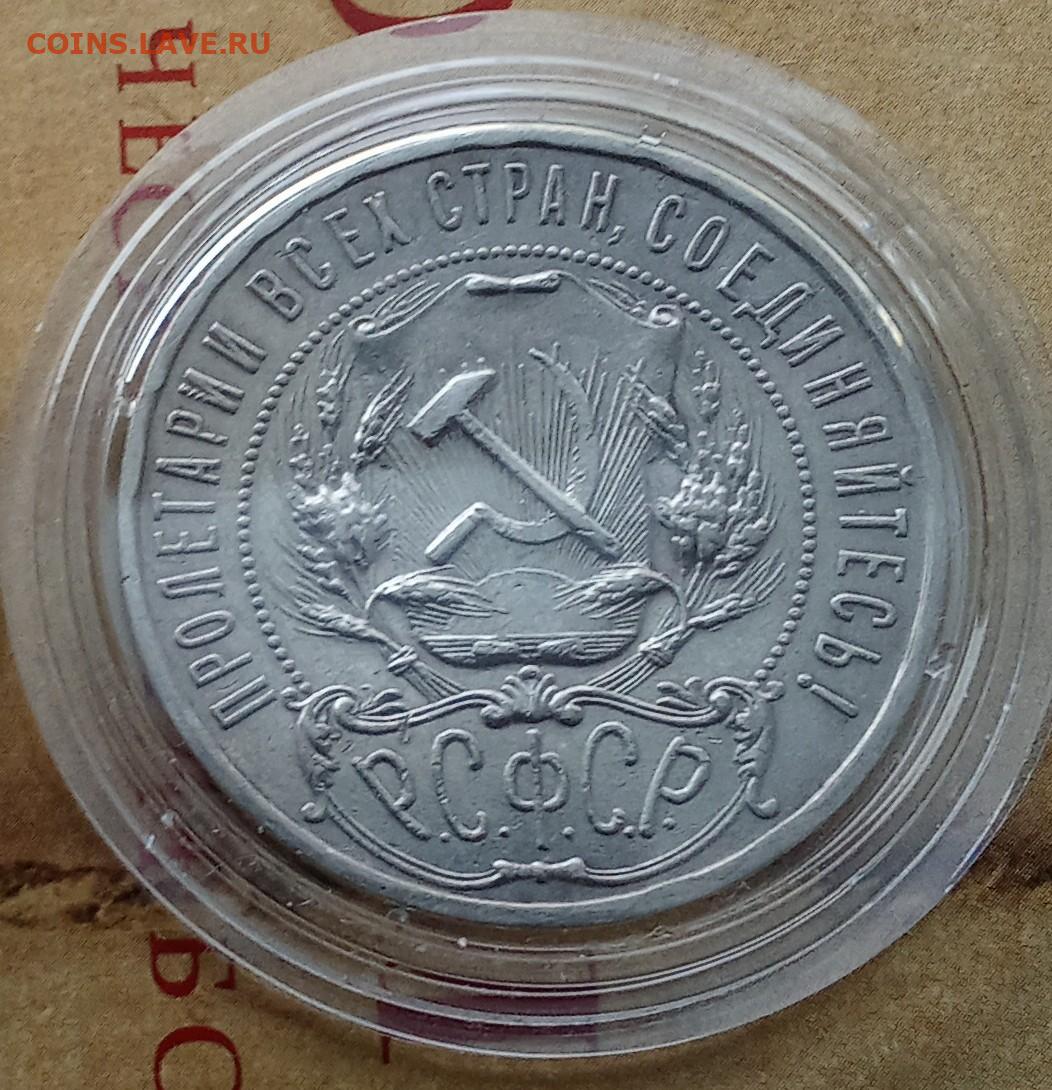 COINS.LAVE.RU
ПРОЛЕТАРИИ ВСЕХ СТРАН, СОЕДИНЯЙТЕСЬ!
Р.С.Ф.С.Р.